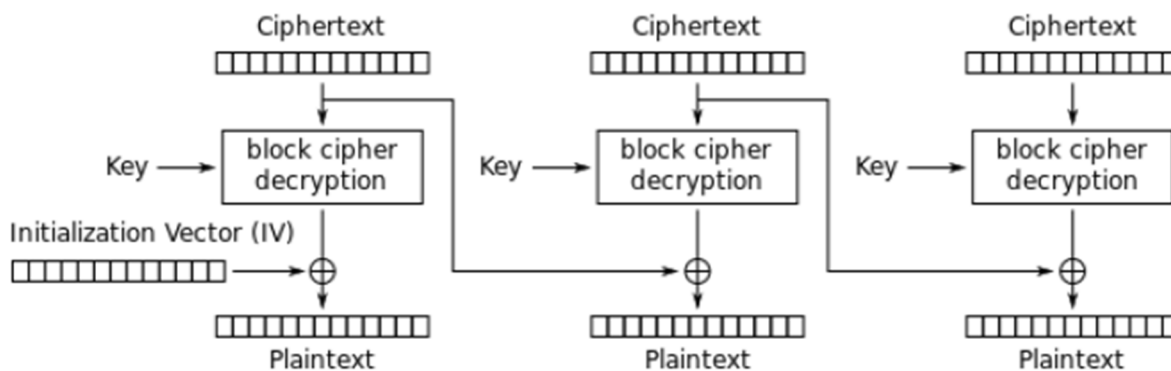 Ciphertext
Ciphertext
Ciphertext
Key
block cipher
decryption
Key
block cipher
decryption
Key
block cipher
decryption
Initialization Vector (IV)
Plaintext
Plaintext
Plaintext